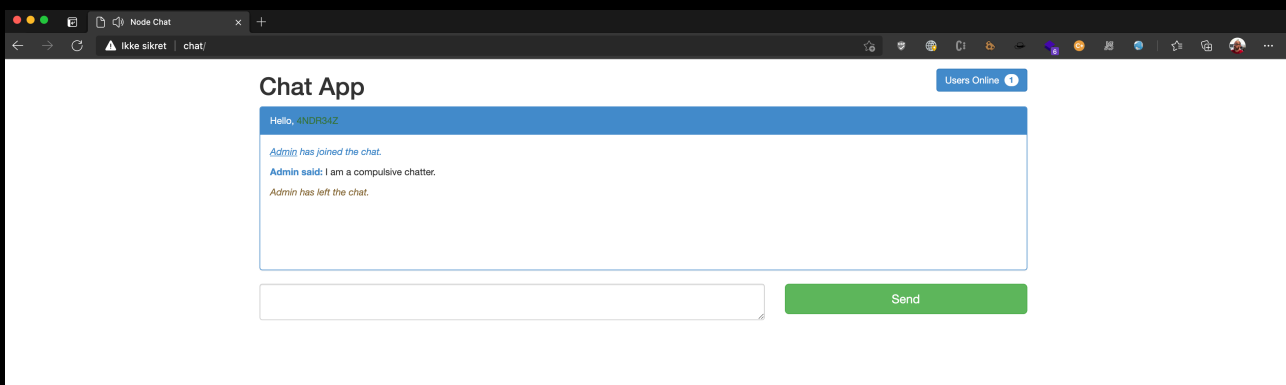 Node Chat
Ikke sikret chat/
6
Chat App
Users Online 1
Hello, 4NDR34Z
Admin has joined the chat.
Admin said: I am a compulsive chatter.
Admin has left the chat.
Send